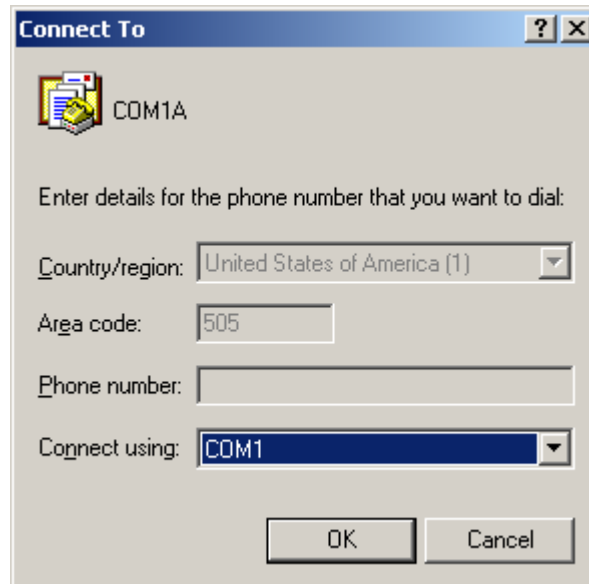 Connect To
COM1A
Enter details for the phone number that you want to dial:
Country/region: United States of America (1)
Area code: 505
Phone number:
Connect using: COM1
OK Cancel